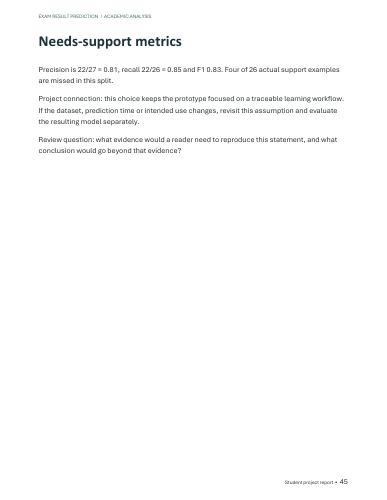 EXAM RESULT PREDICTION | ACADEMIC ANALYSIS
Needs-support metrics
Precision is 22/27 = 0.81, recall 22/26 = 0.85 and F1 0.83. Four of 26 actual support examples
are missed in this split.
Project connection: this choice keeps the prototype focused on a traceable learning workflow.
If the dataset, prediction time or intended use changes, revisit this assumption and evaluate
the resulting model separately.
Review question: what evidence would a reader need to reproduce this statement, and what
conclusion would go beyond that evidence?
Student project report • 45